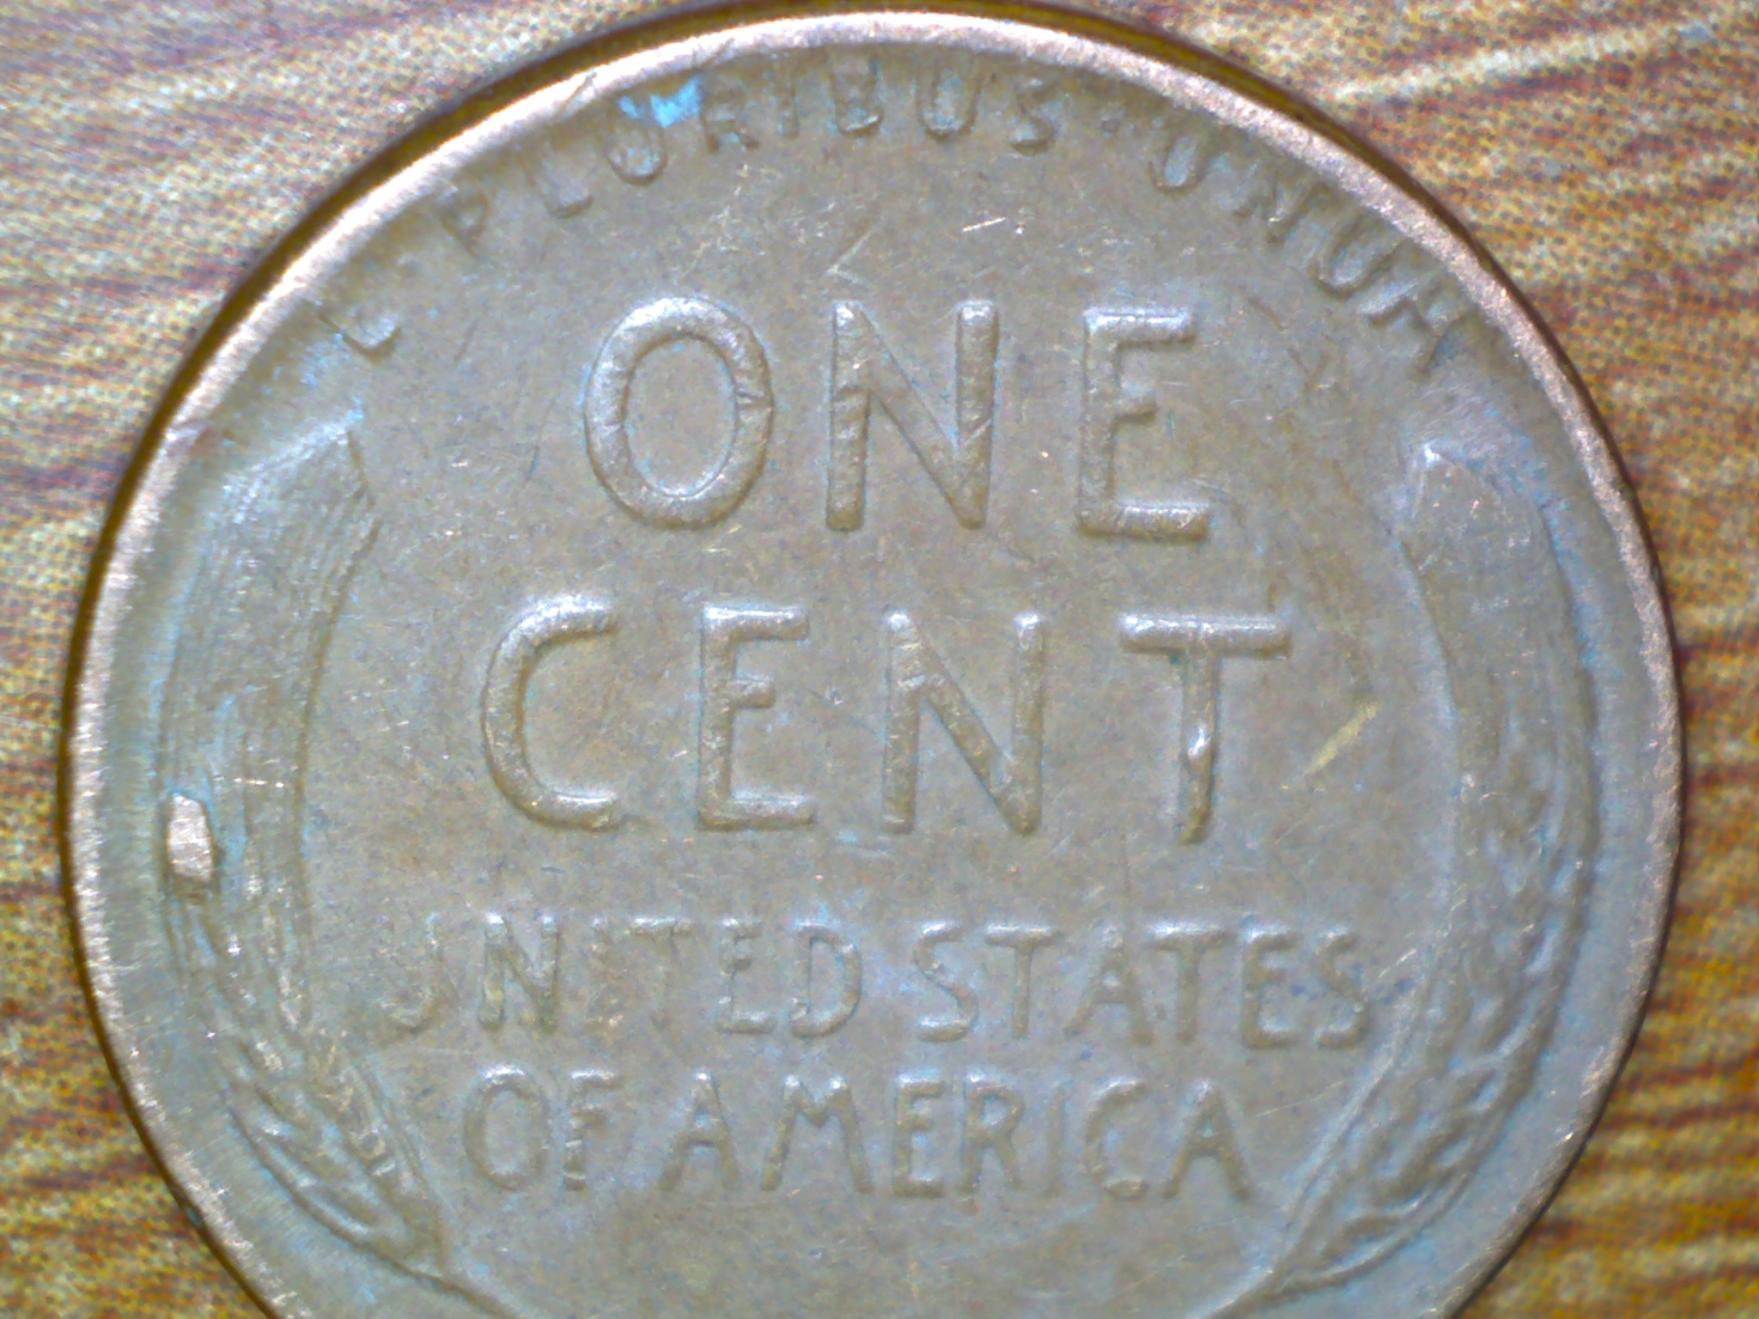 E·PLURIBUS·UNUM
ONE
CENT
UNITED STATES
OF AMERICA